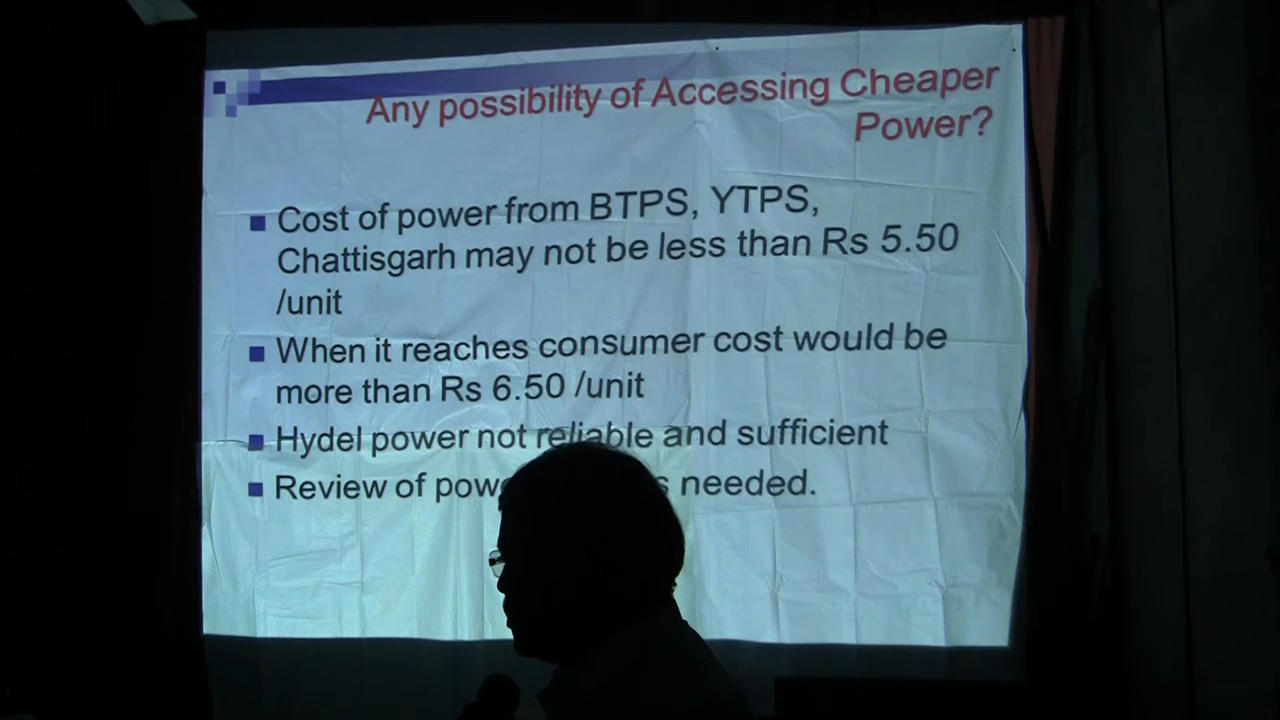 Any possibility of Accessing Cheaper
Power?
Cost of power from BTPS, YTPS,
Chattisgarh may not be less than Rs 5.50
/unit
When it reaches consumer cost would be
more than Rs 6.50 /unit
Hydel power not reliable and sufficient
Review of needed.